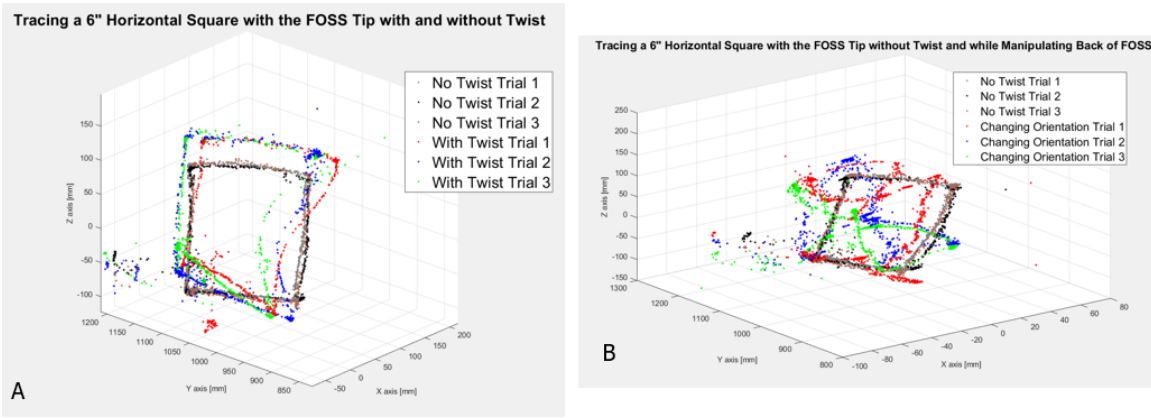 Tracing a 6" Horizontal Square with the FOSS Tip with and without Twist
No Twist Trial 1
No Twist Trial 2
No Twist Trial 3
With Twist Trial 1
With Twist Trial 2
With Twist Trial 3
150
100
50
0
-50
-100
Z axis [mm]
1200
1150
1100
1050
1000
950
900
850
Y axis [mm]
-50
0
50
100
150
200
X axis [mm]
A
Tracing a 6" Horizontal Square with the FOSS Tip without Twist and while Manipulating Back of FOSS
No Twist Trial 1
No Twist Trial 2
No Twist Trial 3
Changing Orientation Trial 1
Changing Orientation Trial 2
Changing Orientation Trial 3
250
200
150
100
50
0
-50
-100
-150
Z axis [mm]
1300
1200
1100
1000
900
800
Y axis [mm]
-100
-80
-60
-40
-20
0
20
40
60
80
X axis [mm]
B